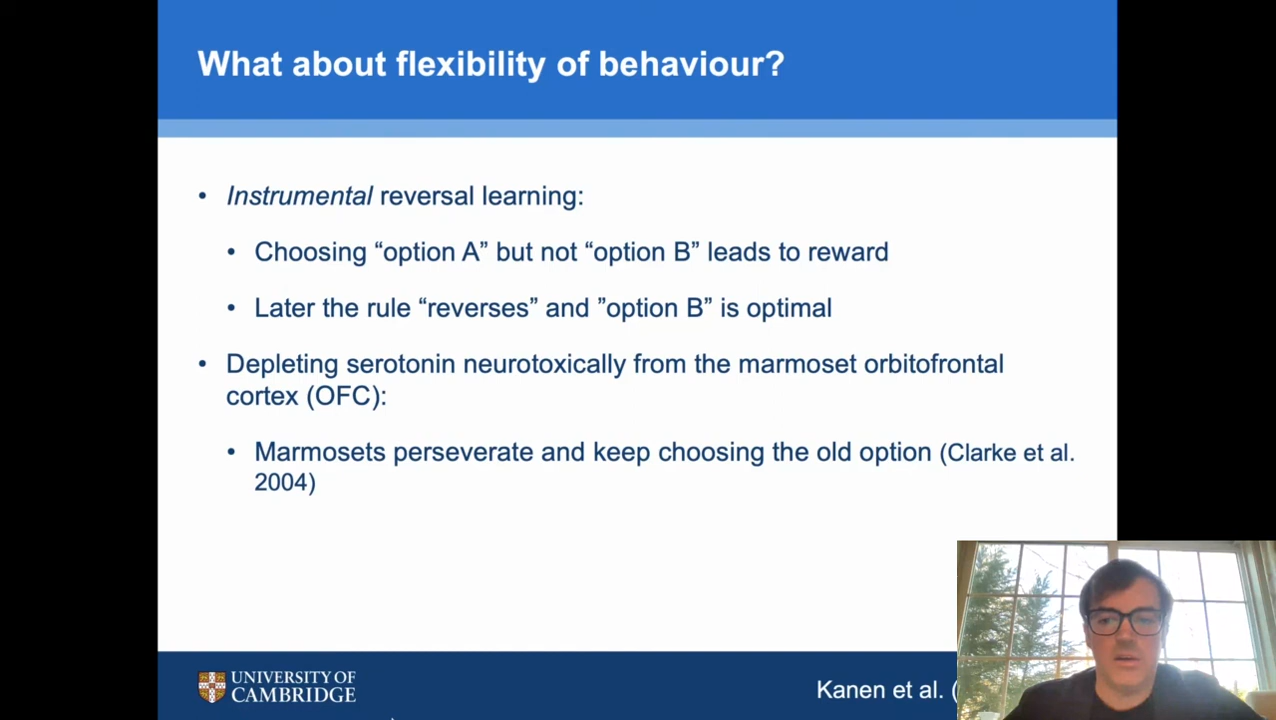 What about flexibility of behaviour?
• Instrumental reversal learning:
• Choosing “option A” but not “option B” leads to reward
• Later the rule “reverses” and ”option B” is optimal
• Depleting serotonin neurotoxically from the marmoset orbitofrontal
cortex (OFC):
• Marmosets perseverate and keep choosing the old option (Clarke et al.
2004)
UNIVERSITY OF
CAMBRIDGE
Kanen et al. (